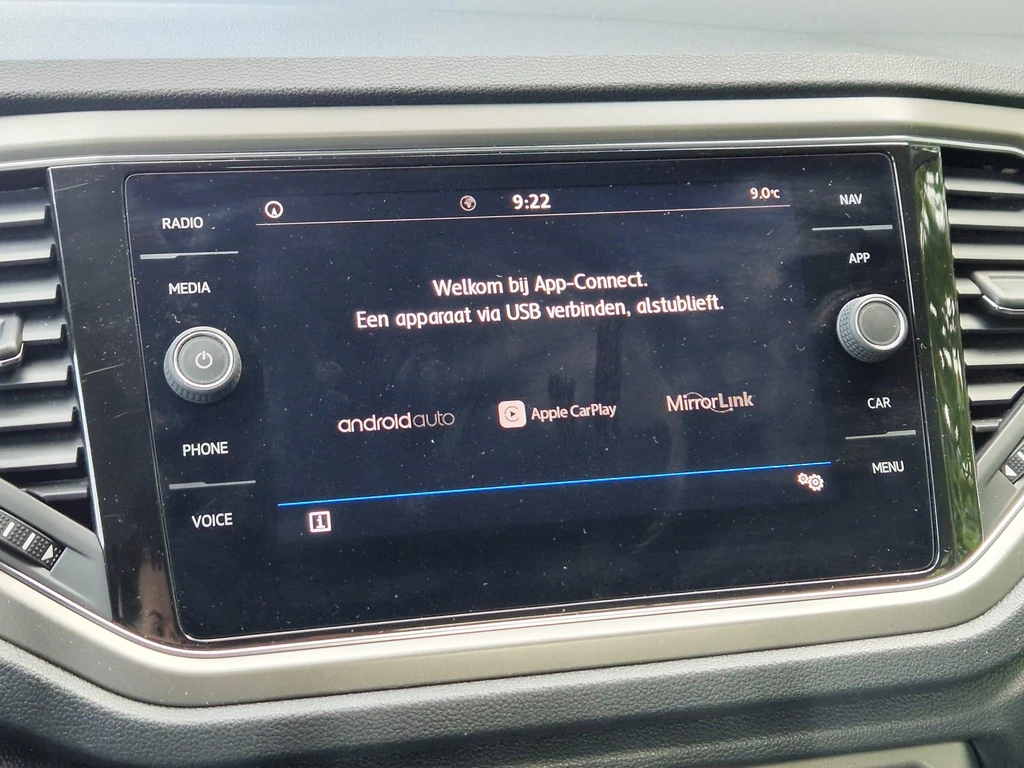 RADIO
MEDIA
PHONE
VOICE
9:22
9.0°C
Welkom bij App-Connect.
Een apparaat via USB verbinden, alstublieft.
androidauto
Apple CarPlay
MirrorLink
i
NAV
APP
CAR
MENU